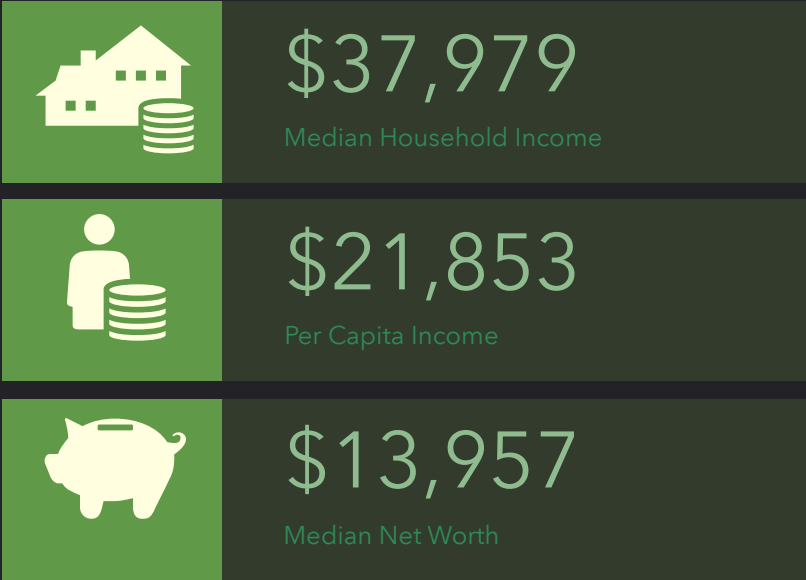 $37,979
Median Household Income
$21,853
Per Capita Income
$13,957
Median Net Worth